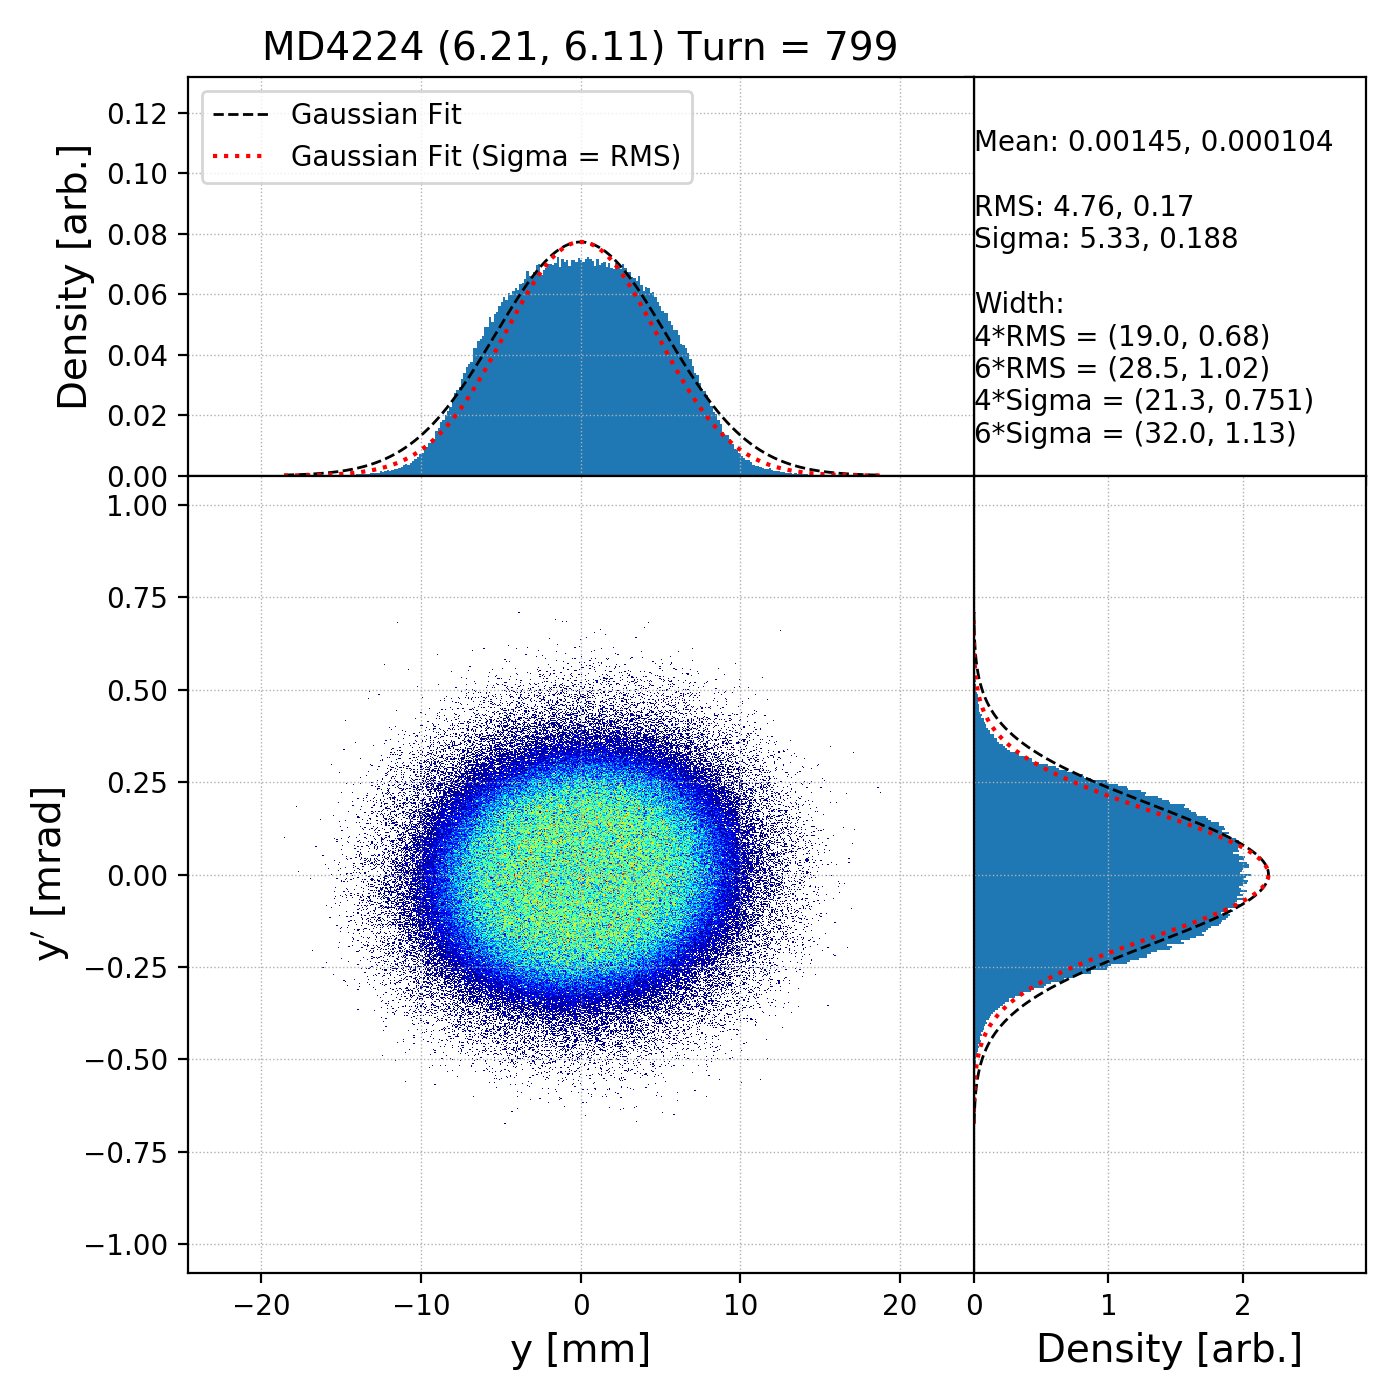 MD4224 (6.21, 6.11) Turn = 799
Gaussian Fit
Gaussian Fit (Sigma = RMS)
Density [arb.]
0.12
0.10
0.08
0.06
0.04
0.02
0.00
Mean: 0.00145, 0.000104
RMS: 4.76, 0.17
Sigma: 5.33, 0.188
Width:
4*RMS = (19.0, 0.68)
6*RMS = (28.5, 1.02)
4*Sigma = (21.3, 0.751)
6*Sigma = (32.0, 1.13)
y′ [mrad]
1.00
0.75
0.50
0.25
0.00
−0.25
−0.50
−0.75
−1.00
−20 −10 0 10 20
y [mm]
0 1 2
Density [arb.]